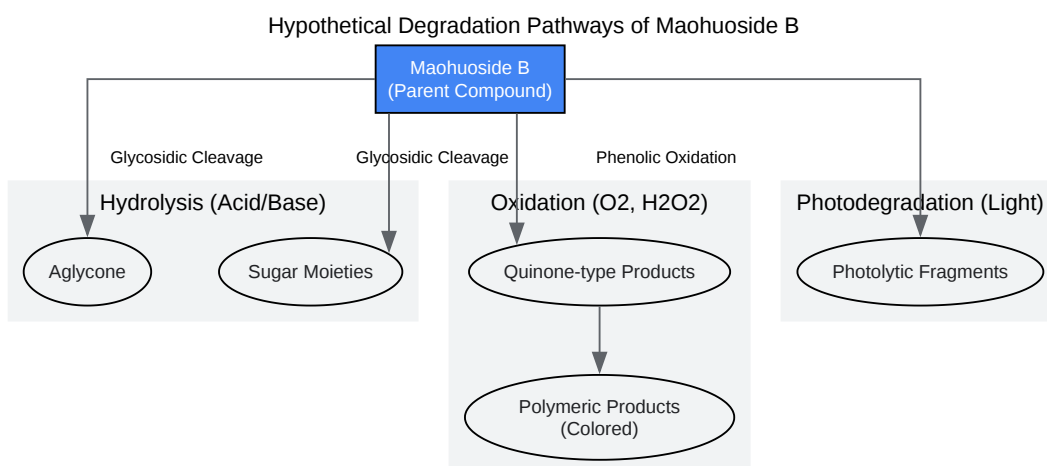 Hypothetical Degradation Pathways of Maohuoside B
Maohuoside B
(Parent Compound)
Glycosidic Cleavage
Glycosidic Cleavage
Phenolic Oxidation
Hydrolysis (Acid/Base)
Oxidation (O2, H2O2)
Photodegradation (Light)
Aglycone
Sugar Moieties
Quinone-type Products
Photolytic Fragments
Polymeric Products
(Colored)